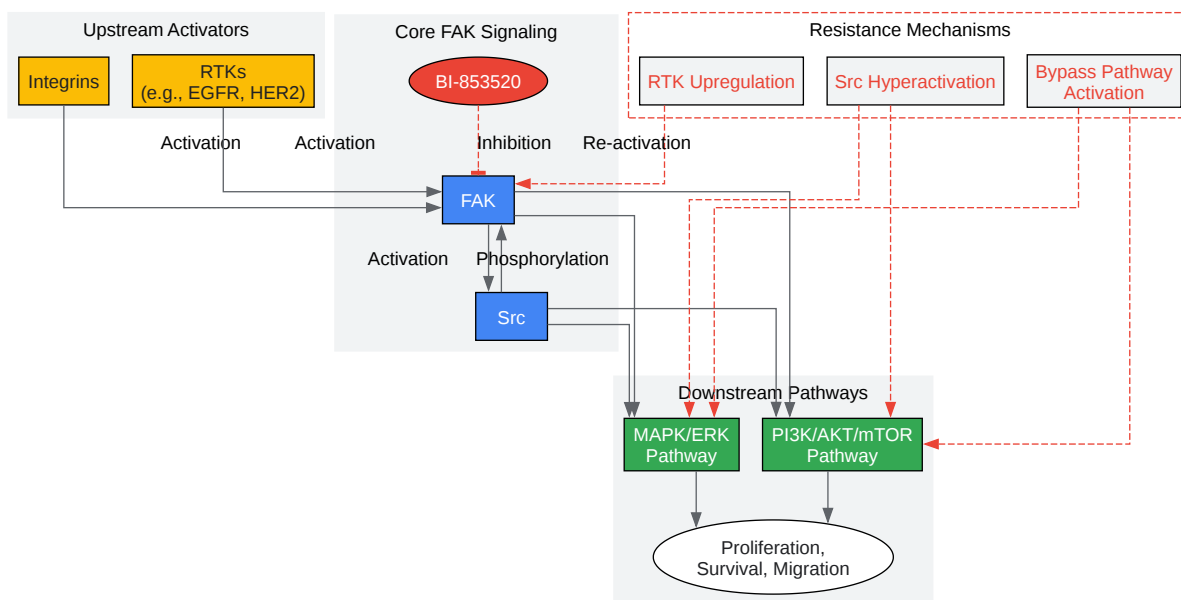 Upstream Activators
Core FAK Signaling
Resistance Mechanisms
Integrins
RTKs
(e.g., EGFR, HER2)
BI-853520
RTK Upregulation
Src Hyperactivation
Bypass Pathway
Activation
Activation
Activation
Inhibition
Re-activation
FAK
Activation
Phosphorylation
Src
Downstream Pathways
MAPK/ERK
Pathway
PI3K/AKT/mTOR
Pathway
Proliferation,
Survival, Migration